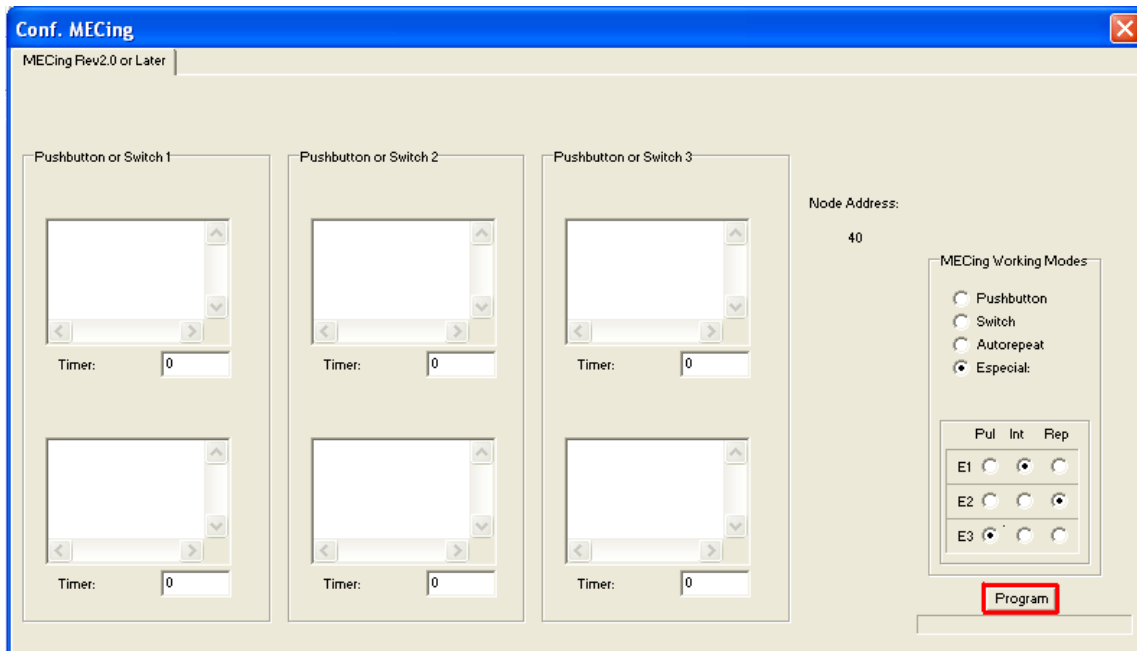 Conf. MECing
MECing Rev2.0 or Later
Pushbutton or Switch 1
Timer: 0
Timer: 0
Pushbutton or Switch 2
Timer: 0
Timer: 0
Pushbutton or Switch 3
Timer: 0
Timer: 0
Node Address:
40
MECing Working Modes
Pushbutton
Switch
Autorepeat
Especial:
Pul Int Rep
E1
E2
E3
Program